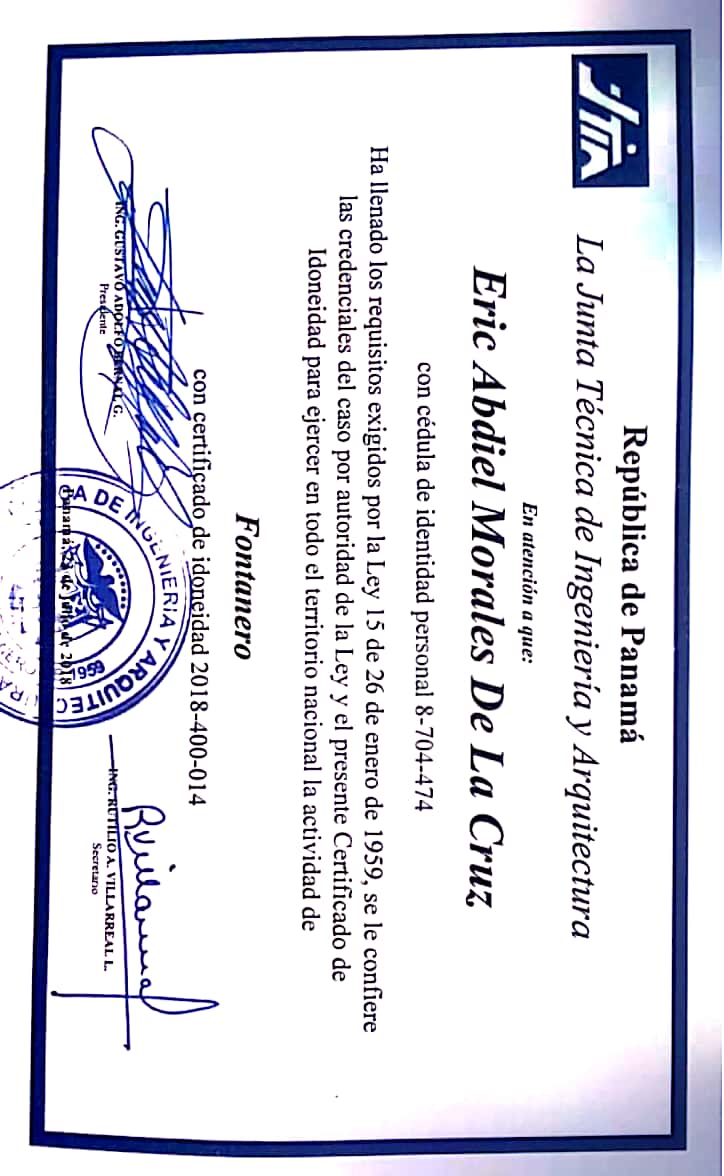 JTIA
República de Panamá
La Junta Técnica de Ingeniería y Arquitectura
En atención a que:
Eric Abdiel Morales De La Cruz
con cédula de identidad personal 8-704-474
Ha llenado los requisitos exigidos por la Ley 15 de 26 de enero de 1959, se le confiere
las credenciales del caso por autoridad de la Ley y el presente Certificado de
Idoneidad para ejercer en todo el territorio nacional la actividad de
Fontanero
con certificado de idoneidad 2018-400-014
ING. GUSTAVO ADOLFO BERNAL G.
Presidente
Rvillarreal
ING. RUTILIO A. VILLARREAL L.
Secretario
DE INGENIERIA Y ARQUITEC
1959
Panamá, 23 de Julio de 2018